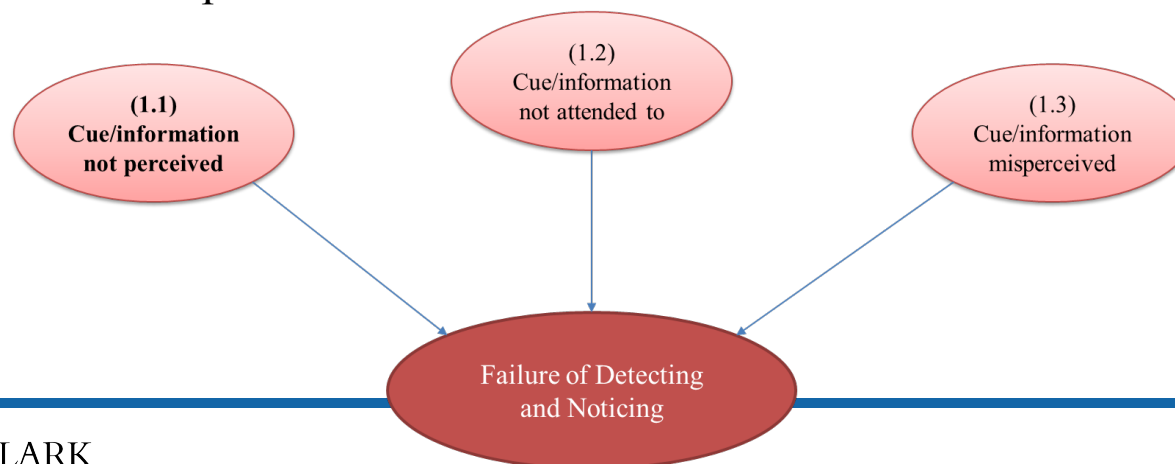 (1.1)
Cue/information
not perceived
(1.2)
Cue/information
not attended to
(1.3)
Cue/information
misperceived
Failure of Detecting
and Noticing
LARK